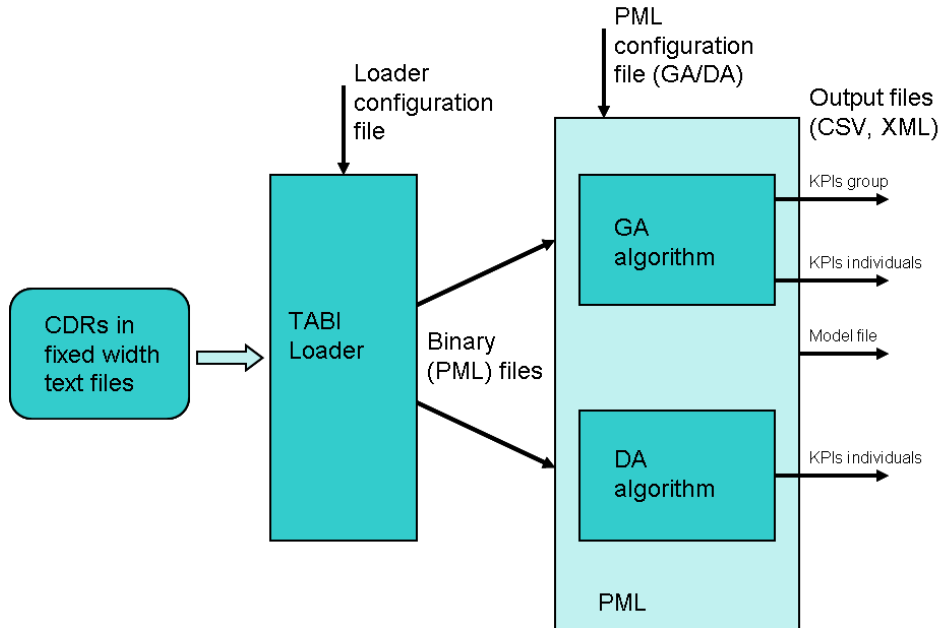 PML
configuration
file (GA/DA)
Loader
configuration
file
Output files
(CSV, XML)
KPIs group
GA
algorithm
KPIs individuals
CDRs in
fixed width
text files
TABI
Loader
Binary
(PML) files
Model file
DA
algorithm
KPIs individuals
PML